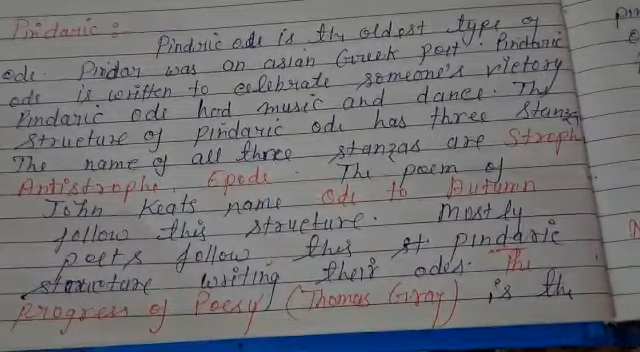 Pindaric :
Pindric ode is the oldest type of
ode. Pindar was an asian Greek poet. Pindaric
ode is written to celebrate someone's victory
Pindaric ode had music and dance. The
structure of pindaric ode has three stanza
The name of all three stanzas are Stroph
Antistrophe, Epode. The poem of
John Keats name Ode to Autumn
follow this structure. Mostly
poets follow this st pindaric
structure writing their odes. The
progress of Poesy (Thomas Gray) is the